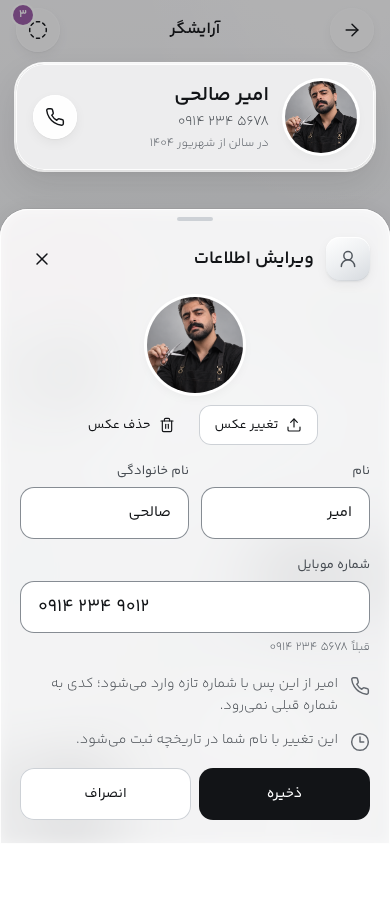 آرایشگر
۳
امیر صالحی
۰۹۱۴ ۲۳۴ ۵۶۷۸
در سالن از شهریور ۱۴۰۴
ویرایش اطلاعات
تغییر عکس
حذف عکس
نام
نام خانوادگی
امیر
صالحی
شماره موبایل
۰۹۱۴ ۲۳۴ ۹۰۱۲
قبلاً ۰۹۱۴ ۲۳۴ ۵۶۷۸
امیر از این پس با شماره تازه وارد می‌شود؛ کدی به
شماره قبلی نمی‌رود.
این تغییر با نام شما در تاریخچه ثبت می‌شود.
ذخیره
انصراف